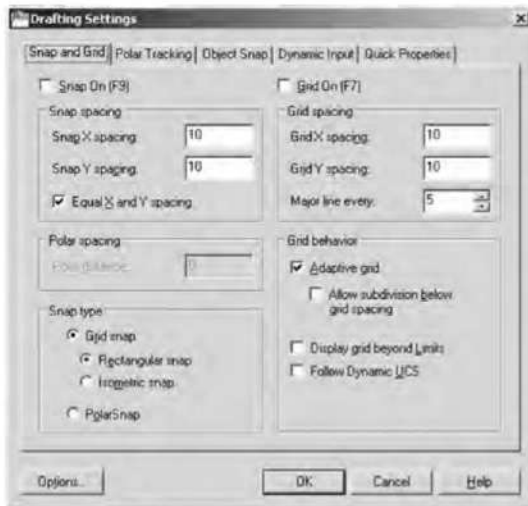 Drafting Settings
Snap and Grid Polar Tracking Object Snap Dynamic Input Quick Properties
Snap On (F9)
Grid On (F7)
Snap spacing
Snap X spacing: 10
Snap Y spacing: 10
Equal X and Y spacing
Grid spacing
Grid X spacing: 10
Grid Y spacing: 10
Major line every: 5
Polar spacing
Polar distance: 0
Grid behavior
Adaptive grid
Allow subdivision below
grid spacing
Display grid beyond Limits
Follow Dynamic UCS
Snap type
Grid snap
Rectangular snap
Isometric snap
PolarSnap
Options...
OK
Cancel
Help